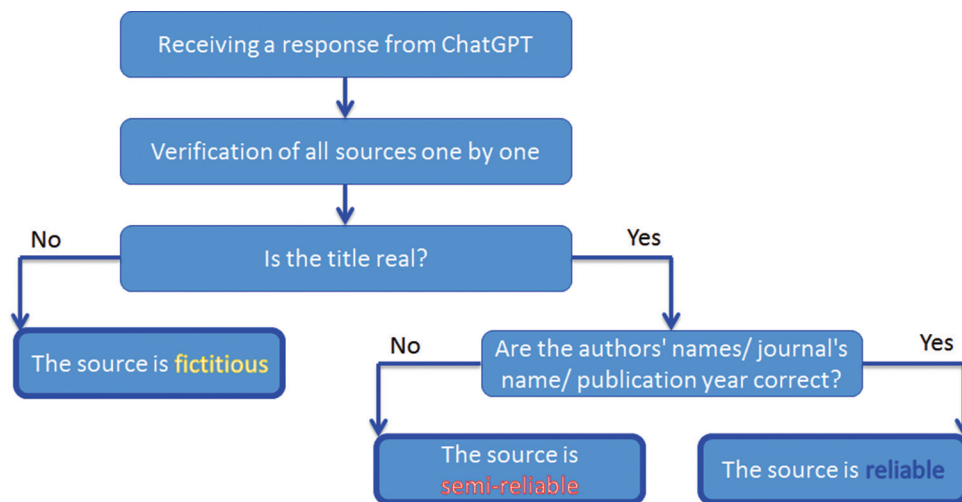 Receiving a response from ChatGPT
Verification of all sources one by one
No
Yes
Is the title real?
The source is fictitious
No
Yes
Are the authors' names/ journal's
name/ publication year correct?
The source is
semi-reliable
The source is reliable